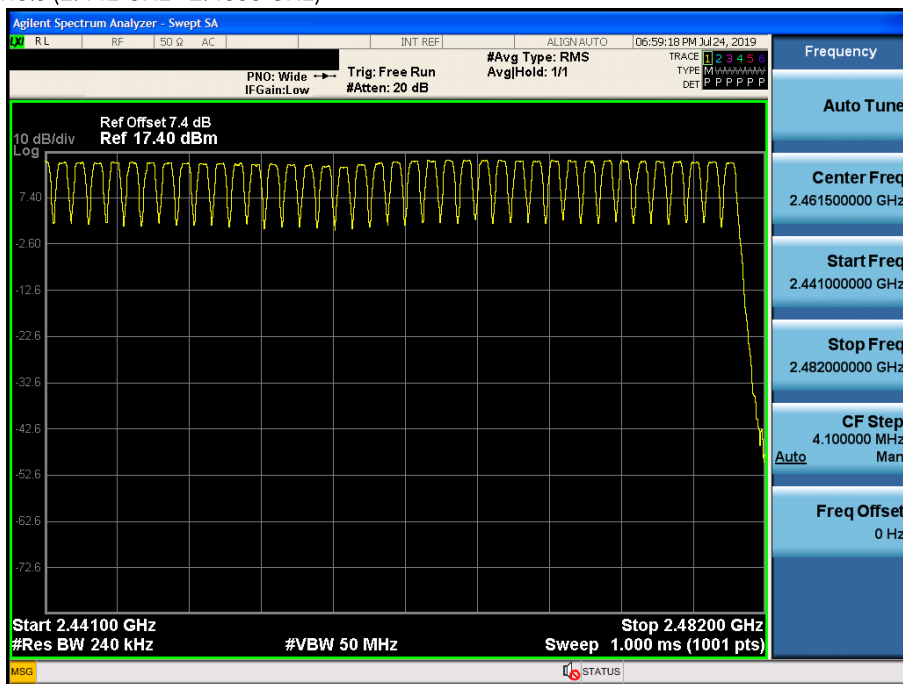 Agilent Spectrum Analyzer - Swept SA
LXI RL RF 50 Ω AC INT REF ALIGN AUTO 06:59:18 PM Jul 24, 2019
#Avg Type: RMS TRACE 1 2 3 4 5 6
PNO: Wide Trig: Free Run Avg|Hold: 1/1 TYPE M
IFGain:Low #Atten: 20 dB DET P P P P P P
Ref Offset 7.4 dB
10 dB/div Ref 17.40 dBm
Log
7.40
-2.60
-12.6
-22.6
-32.6
-42.6
-52.6
-62.6
-72.6
Start 2.44100 GHz Stop 2.48200 GHz
#Res BW 240 kHz #VBW 50 MHz Sweep 1.000 ms (1001 pts)
MSG STATUS
Frequency
Auto Tune
Center Freq
2.461500000 GHz
Start Freq
2.441000000 GHz
Stop Freq
2.482000000 GHz
CF Step
4.100000 MHz
Auto Man
Freq Offset
0 Hz